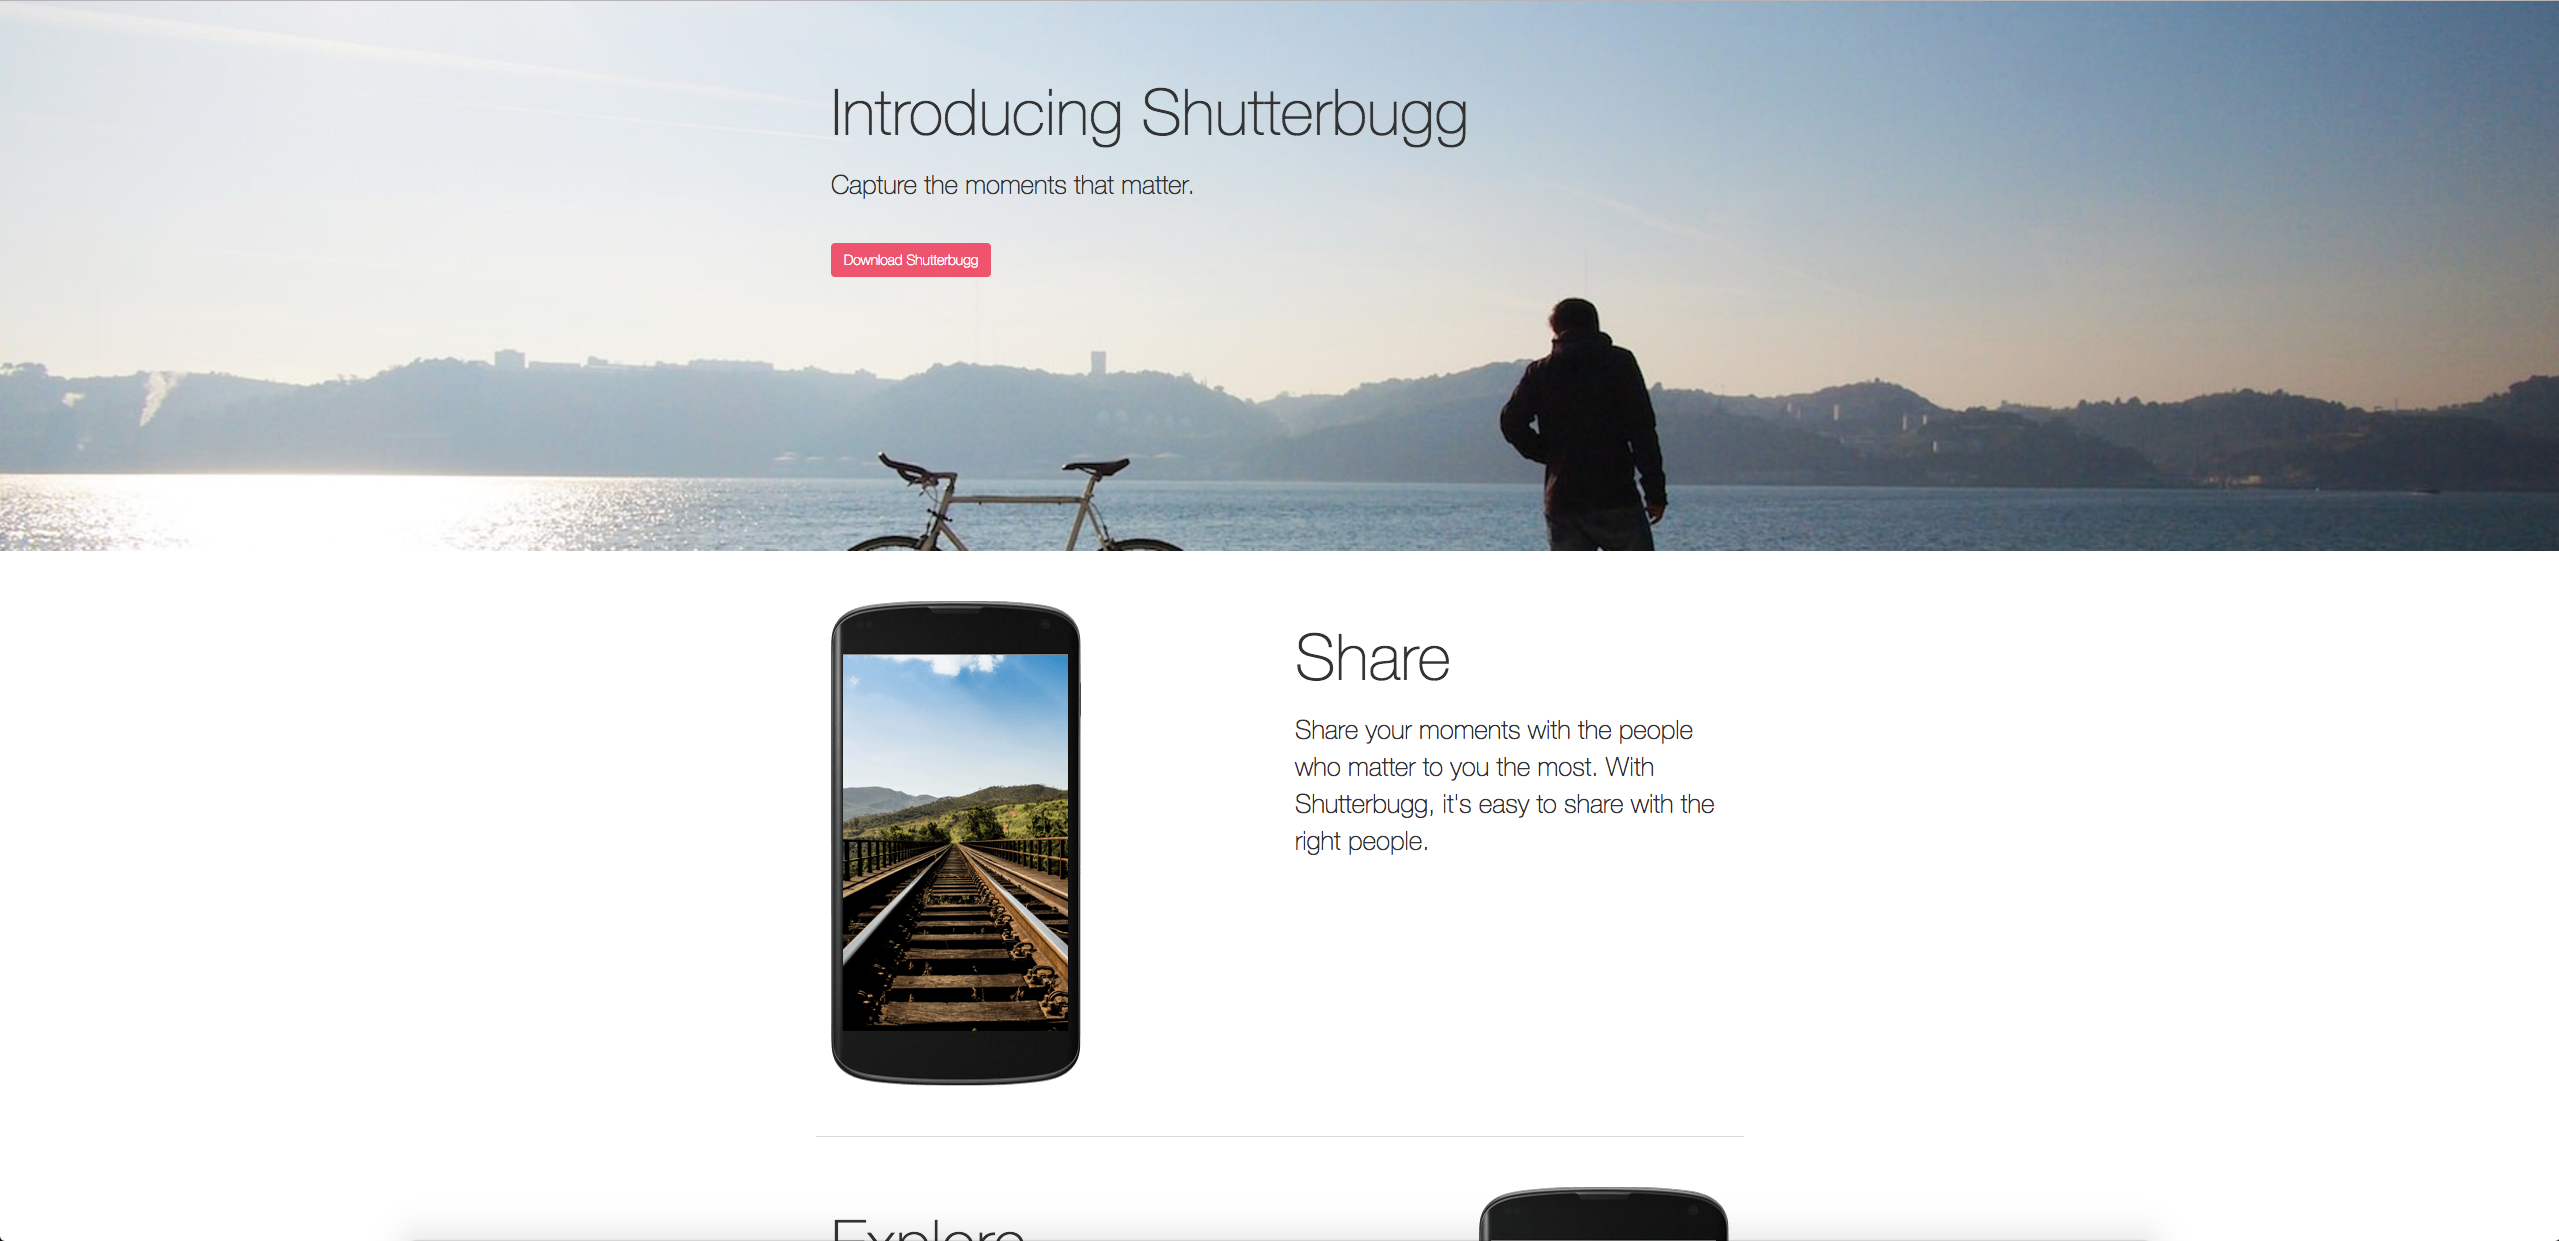 Introducing Shutterbugg
Capture the moments that matter.
Download Shutterbugg
Share
Share your moments with the people
who matter to you the most. With
Shutterbugg, it's easy to share with the
right people.
Explore